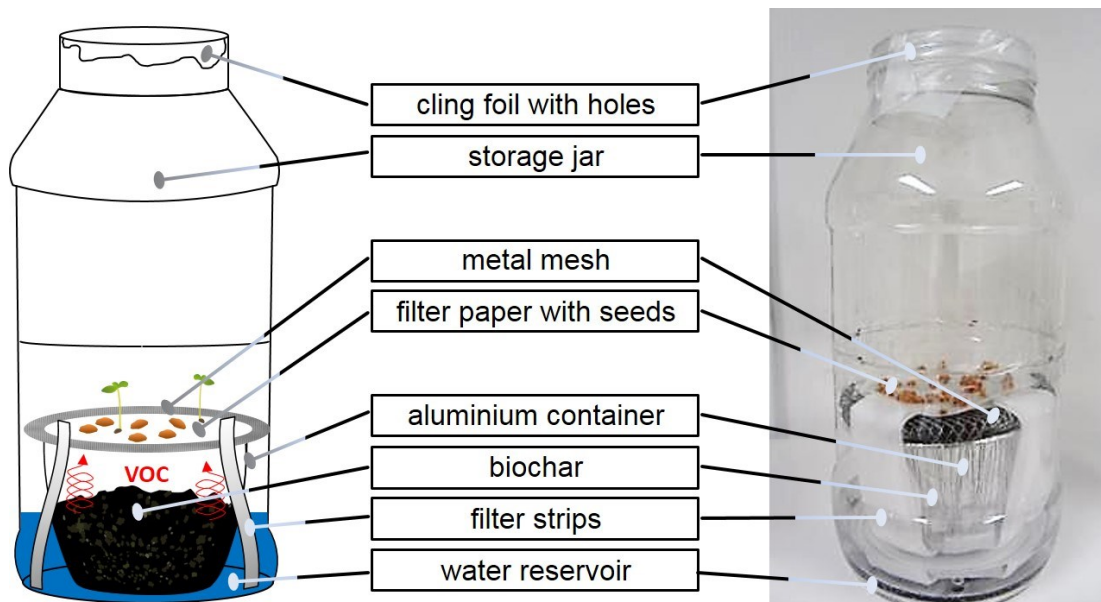 cling foil with holes
storage jar
metal mesh
filter paper with seeds
aluminium container
VOC
biochar
filter strips
water reservoir